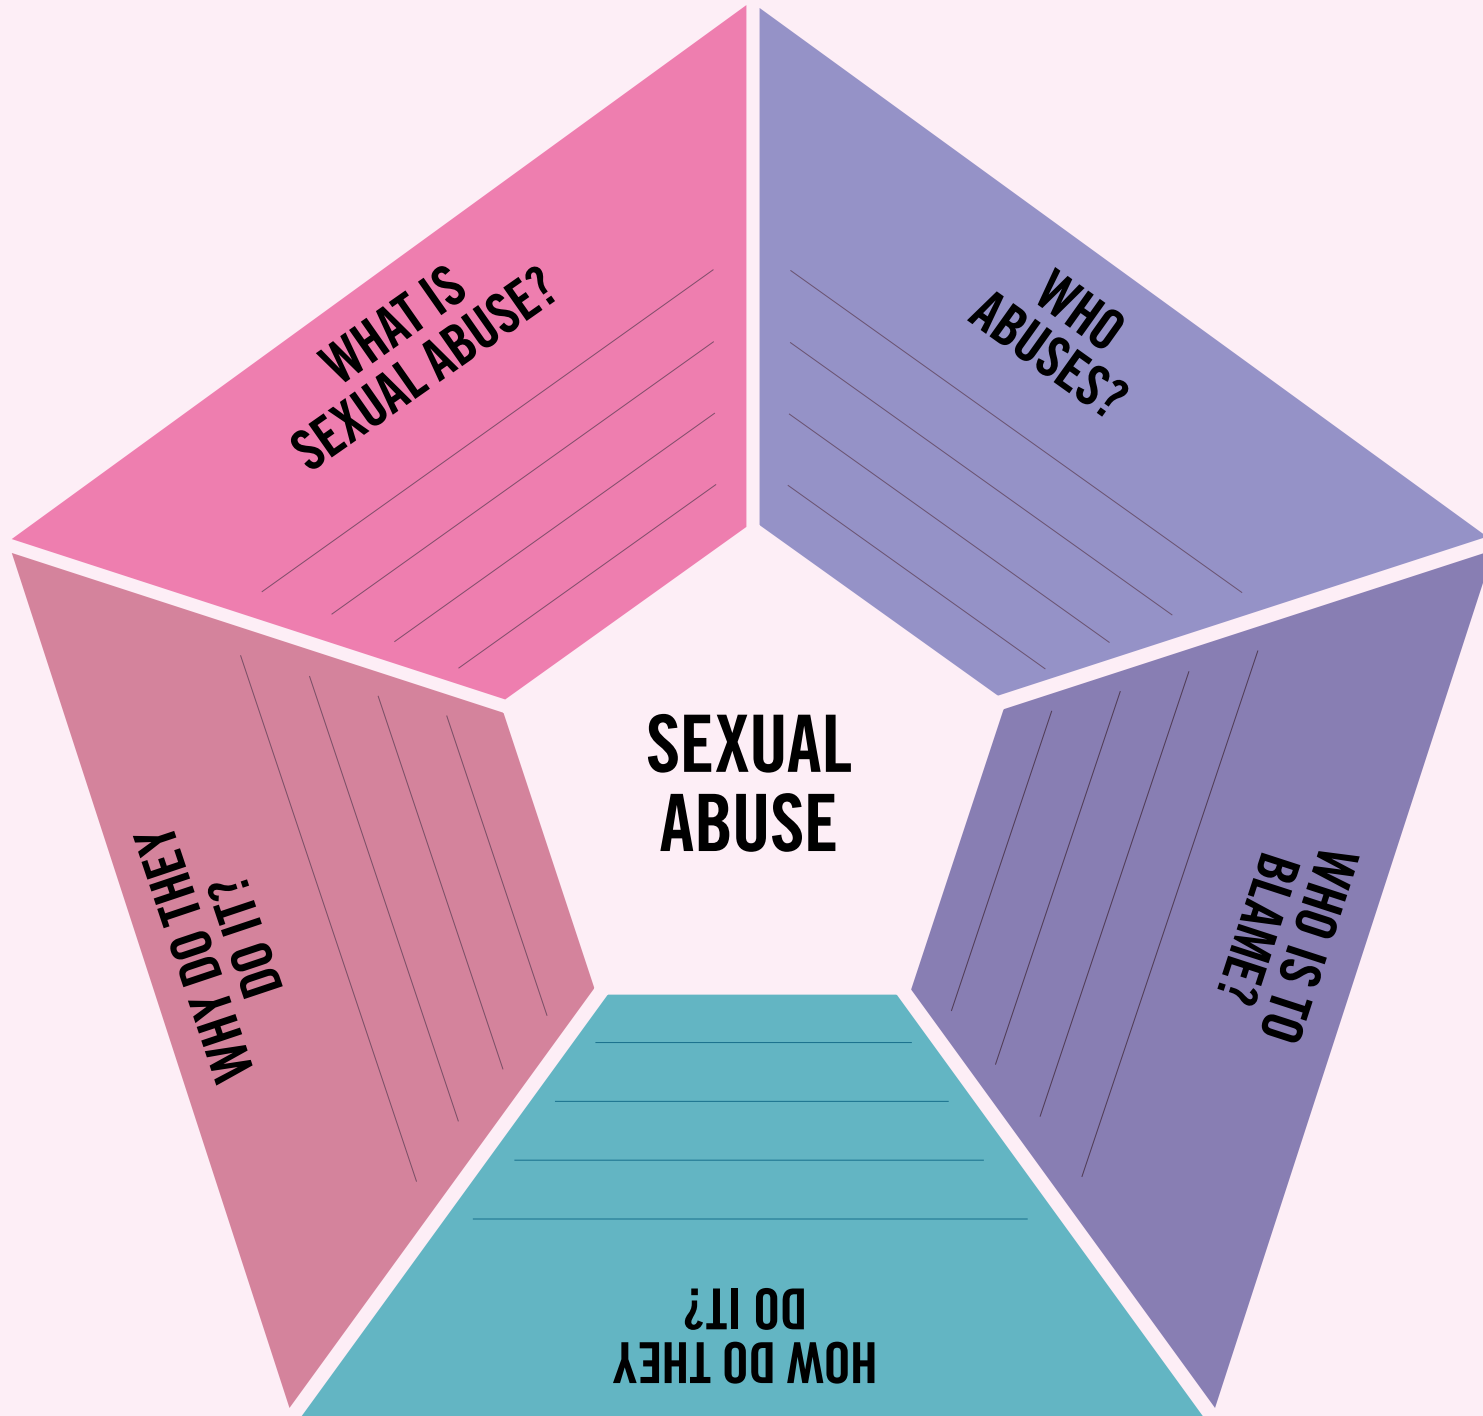 WHAT IS
SEXUAL ABUSE?
WHO
ABUSES?
SEXUAL
ABUSE
WHY DO THEY
DO IT?
WHO IS TO
BLAME?
HOW DO THEY
DO IT?